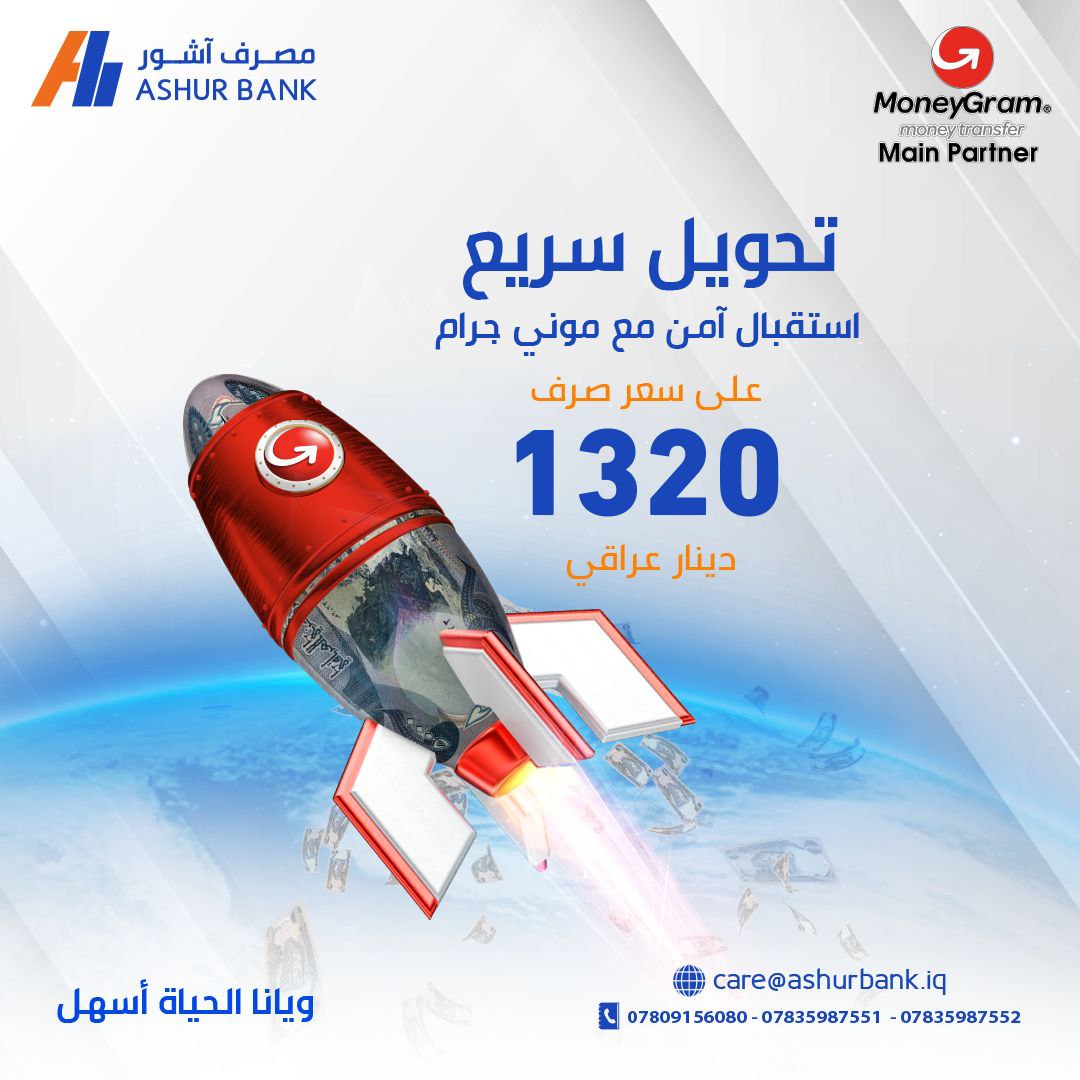 مصرف آشور
ASHUR BANK
MoneyGram®
money transfer
Main Partner
تحويل سريع
استقبال آمن مع موني جرام
على سعر صرف
1320
دينار عراقي
ويانا الحياة أسهل
care@ashurbank.iq
07809156080 - 07835987551 - 07835987552